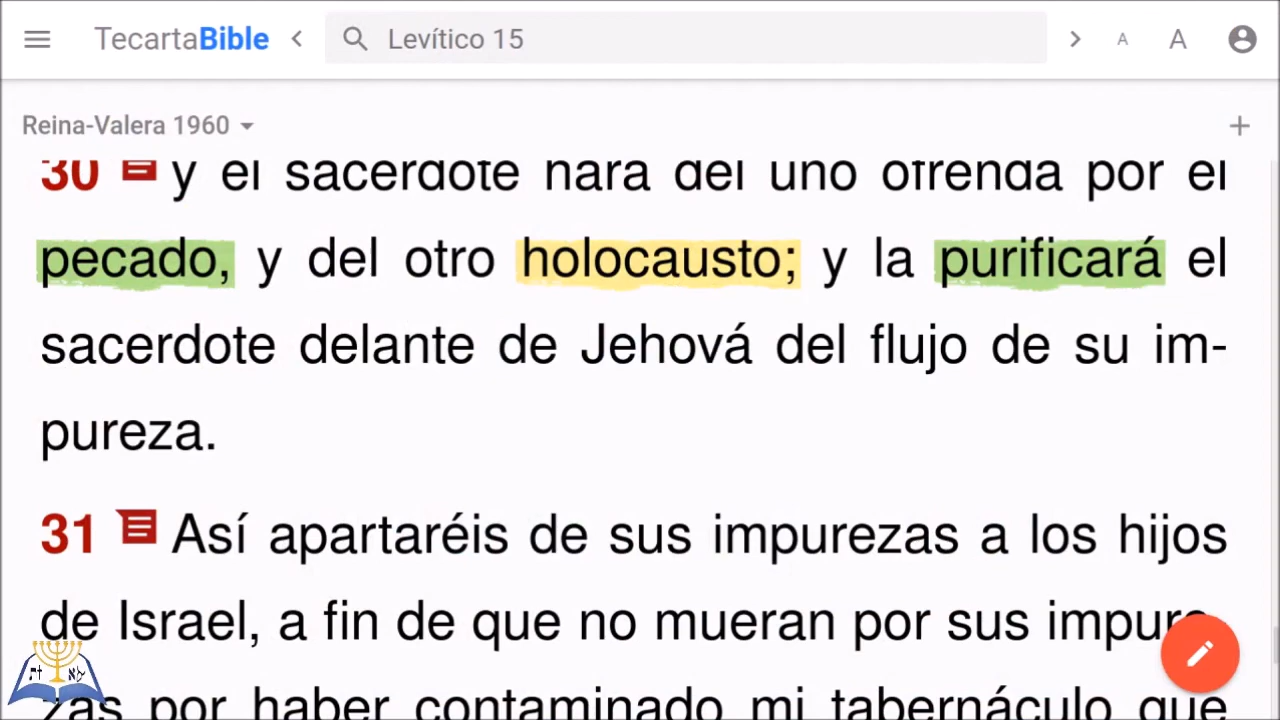 TecartaBible
Levítico 15
A A
Reina-Valera 1960
30 y el sacerdote hará del uno ofrenda por el
pecado, y del otro holocausto; y la purificará el
sacerdote delante de Jehová del flujo de su im-
pureza.
31 Así apartaréis de sus impurezas a los hijos
de Israel, a fin de que no mueran por sus impure-
zas por haber contaminado mi tabernáculo que